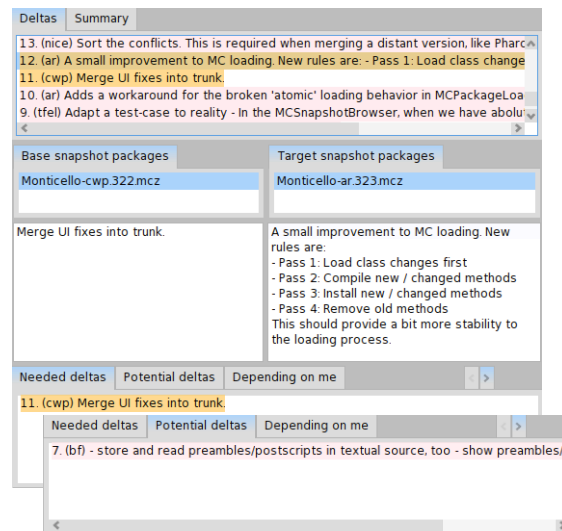 Deltas Summary
13. (nice) Sort the conflicts. This is required when merging a distant version, like Pharo
12. (ar) A small improvement to MC loading. New rules are: - Pass 1: Load class change
11. (cwp) Merge UI fixes into trunk.
10. (ar) Adds a workaround for the broken 'atomic' loading behavior in MCPackageLoa
9. (tfel) Adapt a test-case to reality - In the MCSnapshotBrowser, when we have abolu
Base snapshot packages Target snapshot packages
Monticello-cwp.322.mcz Monticello-ar.323.mcz
Merge UI fixes into trunk.
A small improvement to MC loading. New
rules are:
- Pass 1: Load class changes first
- Pass 2: Compile new / changed methods
- Pass 3: Install new / changed methods
- Pass 4: Remove old methods
This should provide a bit more stability to
the loading process.
Needed deltas Potential deltas Depending on me
11. (cwp) Merge UI fixes into trunk.
Needed deltas Potential deltas Depending on me
7. (bf) - store and read preambles/postscripts in textual source, too - show preambles/